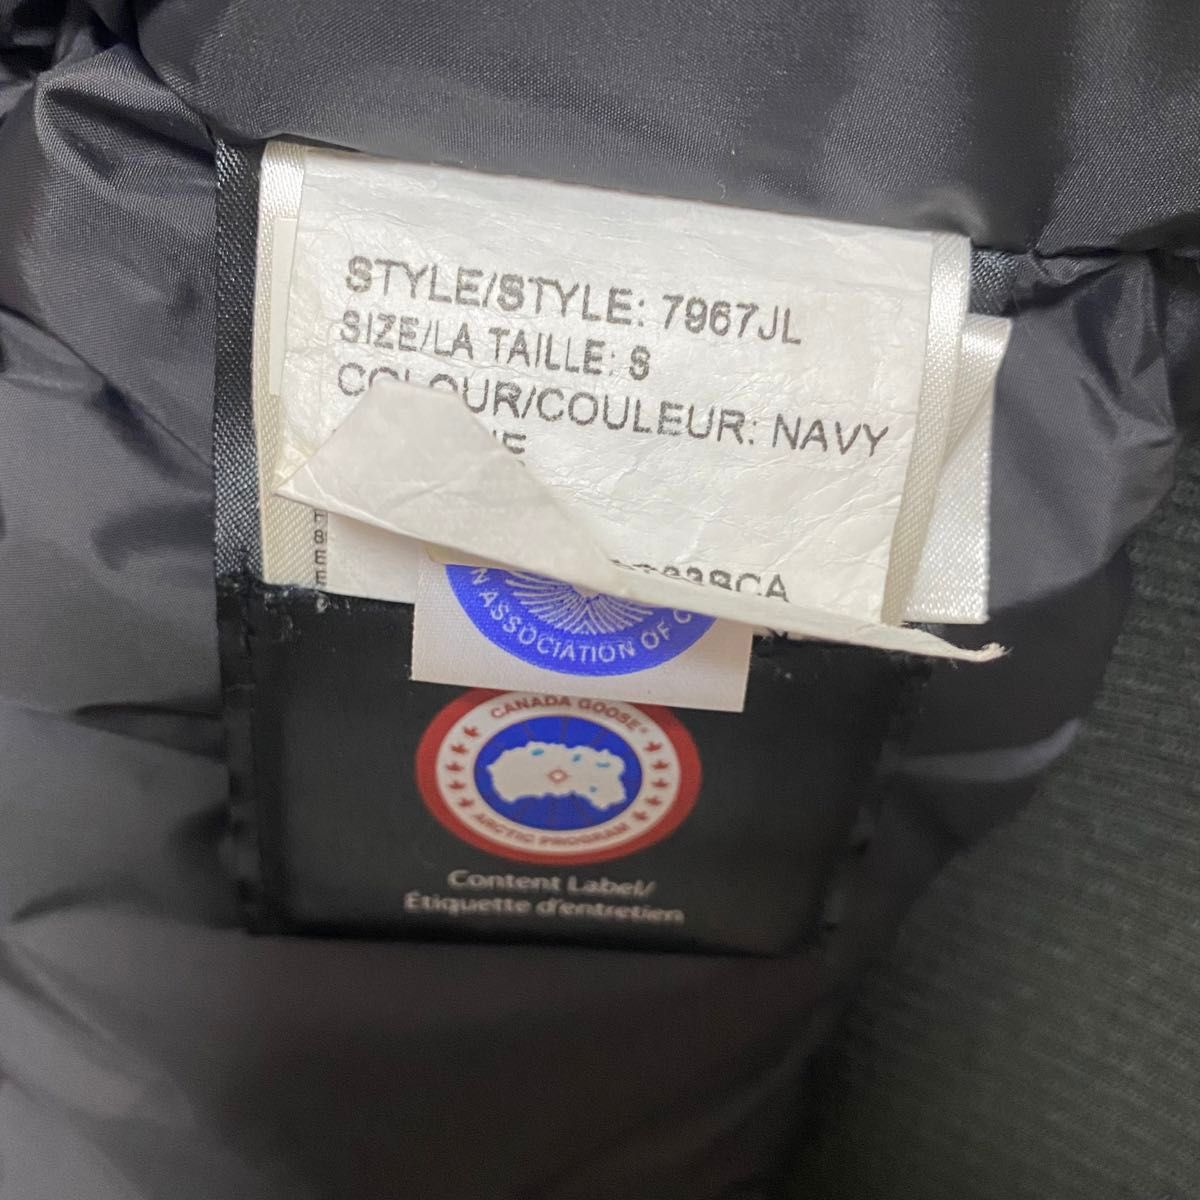 STYLE/STYLE: 7967JL
SIZE/LA TAILLE: S
COLOUR/COULEUR: NAVY
ASSOCIATION OF
CANADA GOOSE
ARCTIC PROGRAM
Content Label/
Étiquette d'entretien